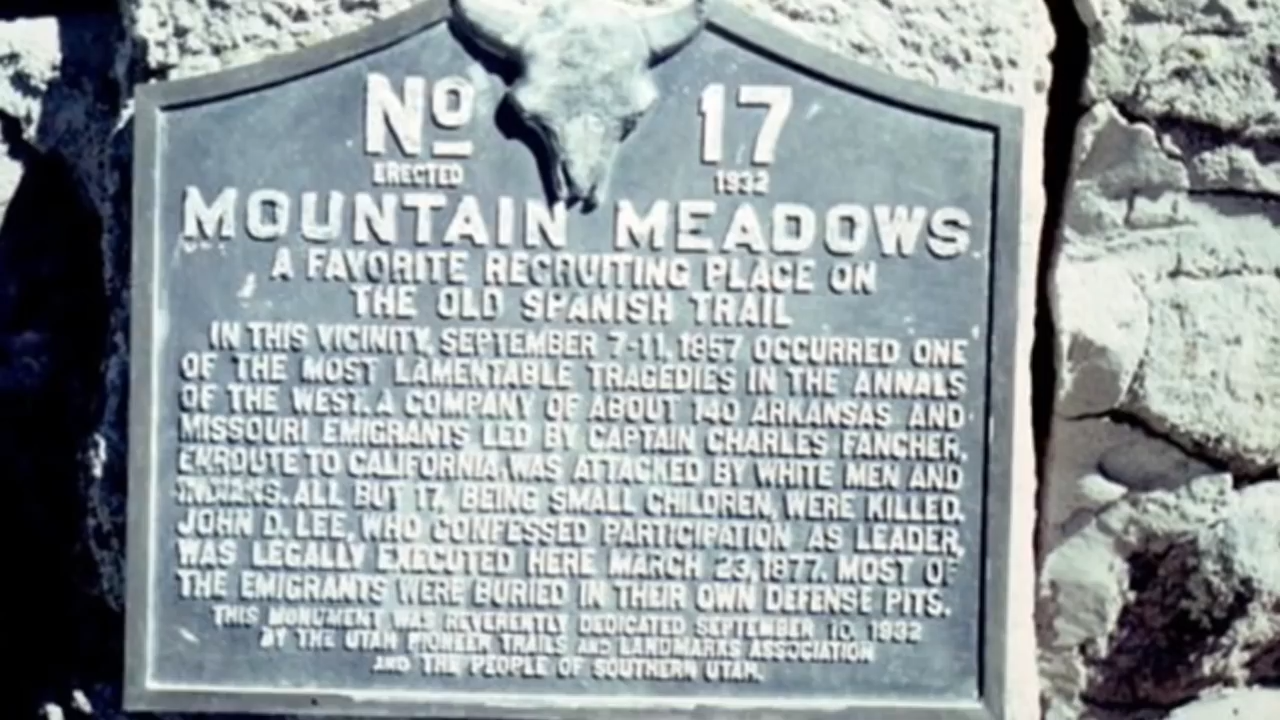 No 17
ERECTED 1932
MOUNTAIN MEADOWS
A FAVORITE RECRUITING PLACE ON
THE OLD SPANISH TRAIL
IN THIS VICINITY, SEPTEMBER 7-11, 1857 OCCURRED ONE
OF THE MOST LAMENTABLE TRAGEDIES IN THE ANNALS
OF THE WEST. A COMPANY OF ABOUT 140 ARKANSAS AND
MISSOURI EMIGRANTS LED BY CAPTAIN CHARLES FANCHER,
ENROUTE TO CALIFORNIA, WAS ATTACKED BY WHITE MEN AND
INDIANS. ALL BUT 17, BEING SMALL CHILDREN, WERE KILLED.
JOHN D. LEE, WHO CONFESSED PARTICIPATION AS LEADER,
WAS LEGALLY EXECUTED HERE MARCH 23, 1877. MOST OF
THE EMIGRANTS WERE BURIED IN THEIR OWN DEFENSE PITS.
THIS MONUMENT WAS REVERENTLY DEDICATED SEPTEMBER 10, 1932
BY THE UTAH PIONEER TRAILS AND LANDMARKS ASSOCIATION
AND THE PEOPLE OF SOUTHERN UTAH.